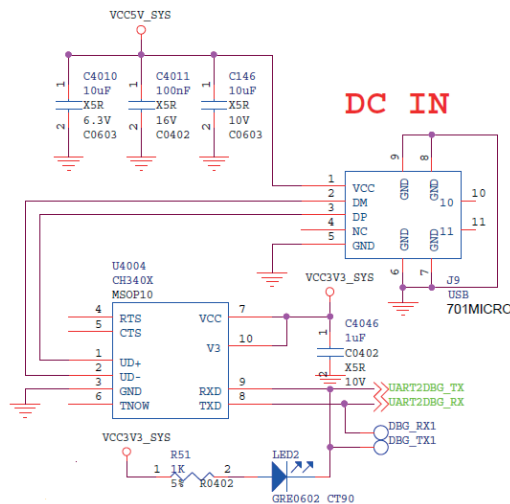 VCC5V_SYS
C4010
10uF
X5R
6.3V
C0603
1
2
C4011
100nF
X5R
16V
C0402
1
2
C146
10uF
X5R
10V
C0603
1
2
DC IN
9
8
GND
GND
1
VCC
2
DM
3
DP
4
NC
5
GND
10
10
11
11
GND
GND
6
7
J9
USB
701MICRO
U4004
CH340X
MSOP10
4
RTS
5
CTS
1
UD+
2
UD-
3
GND
6
TNOW
VCC
7
V3
10
RXD
9
TXD
8
VCC3V3_SYS
1
2
C4046
1uF
C0402
X5R
10V
UART2DBG_TX
UART2DBG_RX
DBG_RX1
DBG_TX1
VCC3V3_SYS
R51
1
1K
2
5%
R0402
LED2
GRE0602 CT90